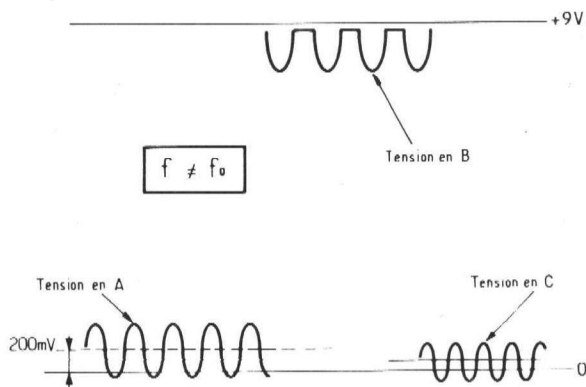 +9V
Tension en B
f ≠ f₀
Tension en A
Tension en C
200mV
0